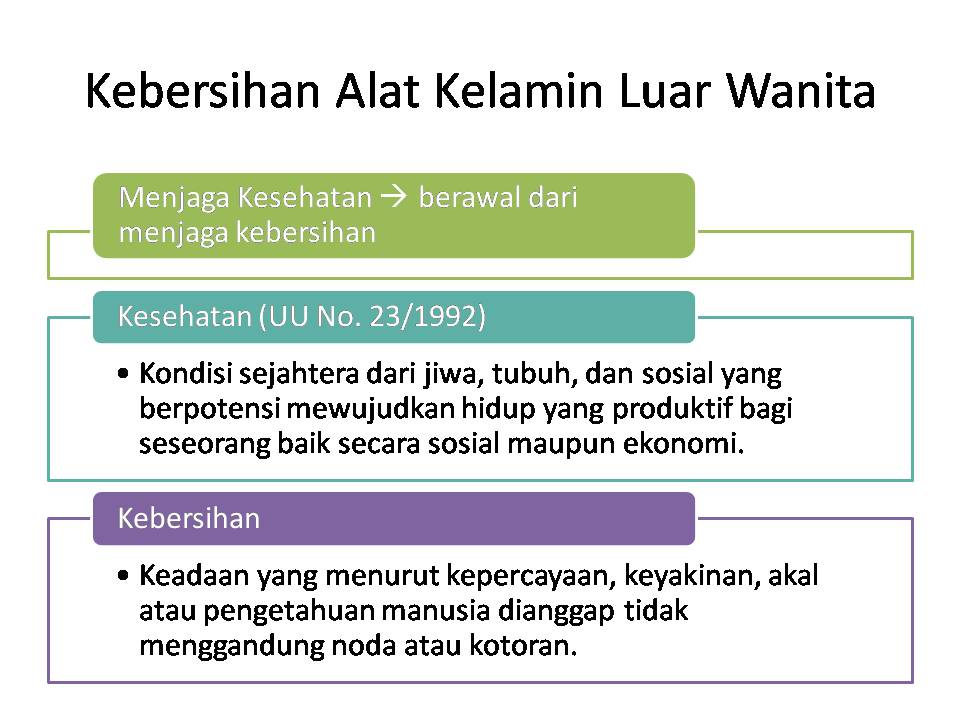 Kebersihan Alat Kelamin Luar Wanita
Menjaga Kesehatan → berawal dari
menjaga kebersihan
Kesehatan (UU No. 23/1992)
• Kondisi sejahtera dari jiwa, tubuh, dan sosial yang
berpotensi mewujudkan hidup yang produktif bagi
seseorang baik secara sosial maupun ekonomi.
Kebersihan
• Keadaan yang menurut kepercayaan, keyakinan, akal
atau pengetahuan manusia dianggap tidak
menggandung noda atau kotoran.